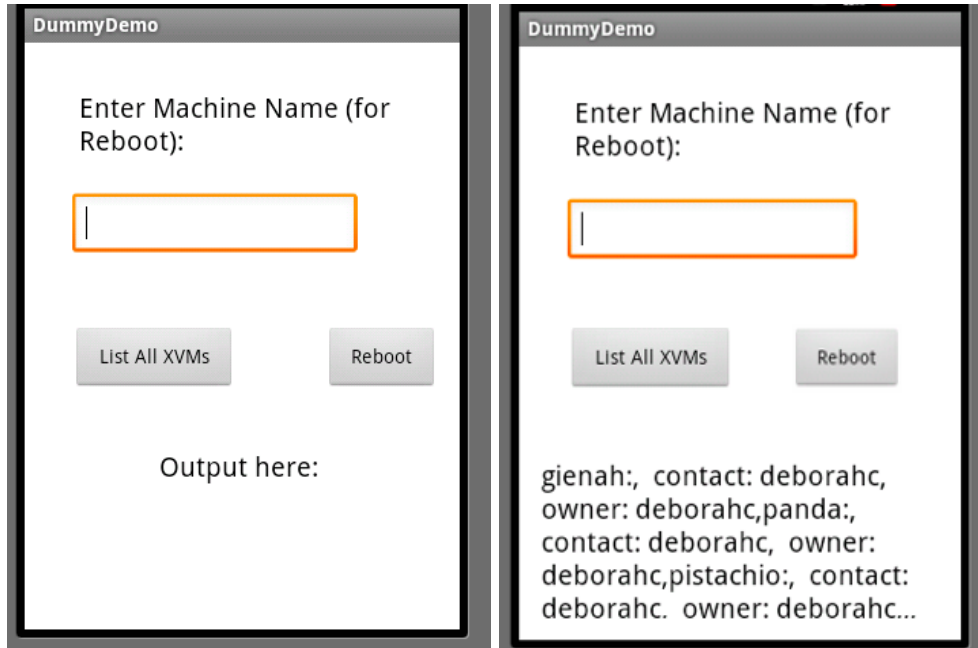 DummyDemo
Enter Machine Name (for
Reboot):
List All XVMs
Reboot
Output here:
DummyDemo
Enter Machine Name (for
Reboot):
List All XVMs
Reboot
gienah:,  contact: deborahc,
owner: deborahc,panda:,
contact: deborahc,  owner:
deborahc,pistachio:,  contact:
deborahc.  owner: deborahc...